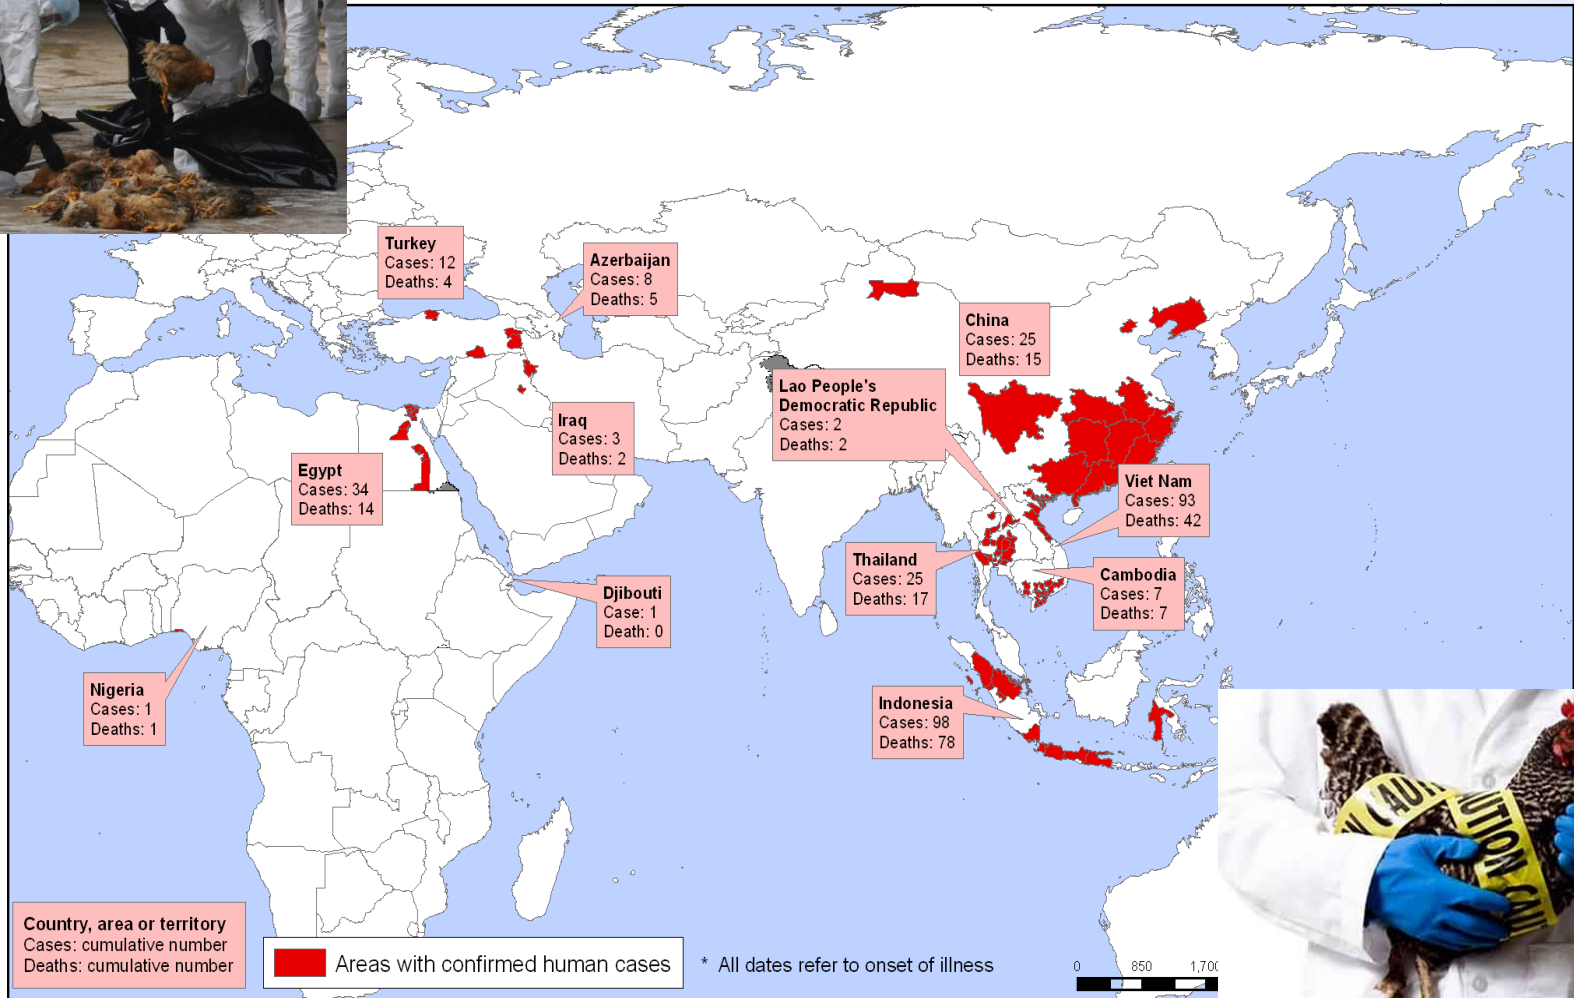 Turkey
Cases: 12
Deaths: 4
Azerbaijan
Cases: 8
Deaths: 5
China
Cases: 25
Deaths: 15
Lao People's
Democratic Republic
Cases: 2
Deaths: 2
Iraq
Cases: 3
Deaths: 2
Egypt
Cases: 34
Deaths: 14
Viet Nam
Cases: 93
Deaths: 42
Thailand
Cases: 25
Deaths: 17
Cambodia
Cases: 7
Deaths: 7
Djibouti
Case: 1
Death: 0
Nigeria
Cases: 1
Deaths: 1
Indonesia
Cases: 98
Deaths: 78
CAUTION CAU
Country, area or territory
Cases: cumulative number
Deaths: cumulative number
Areas with confirmed human cases
* All dates refer to onset of illness
0 850 1,700